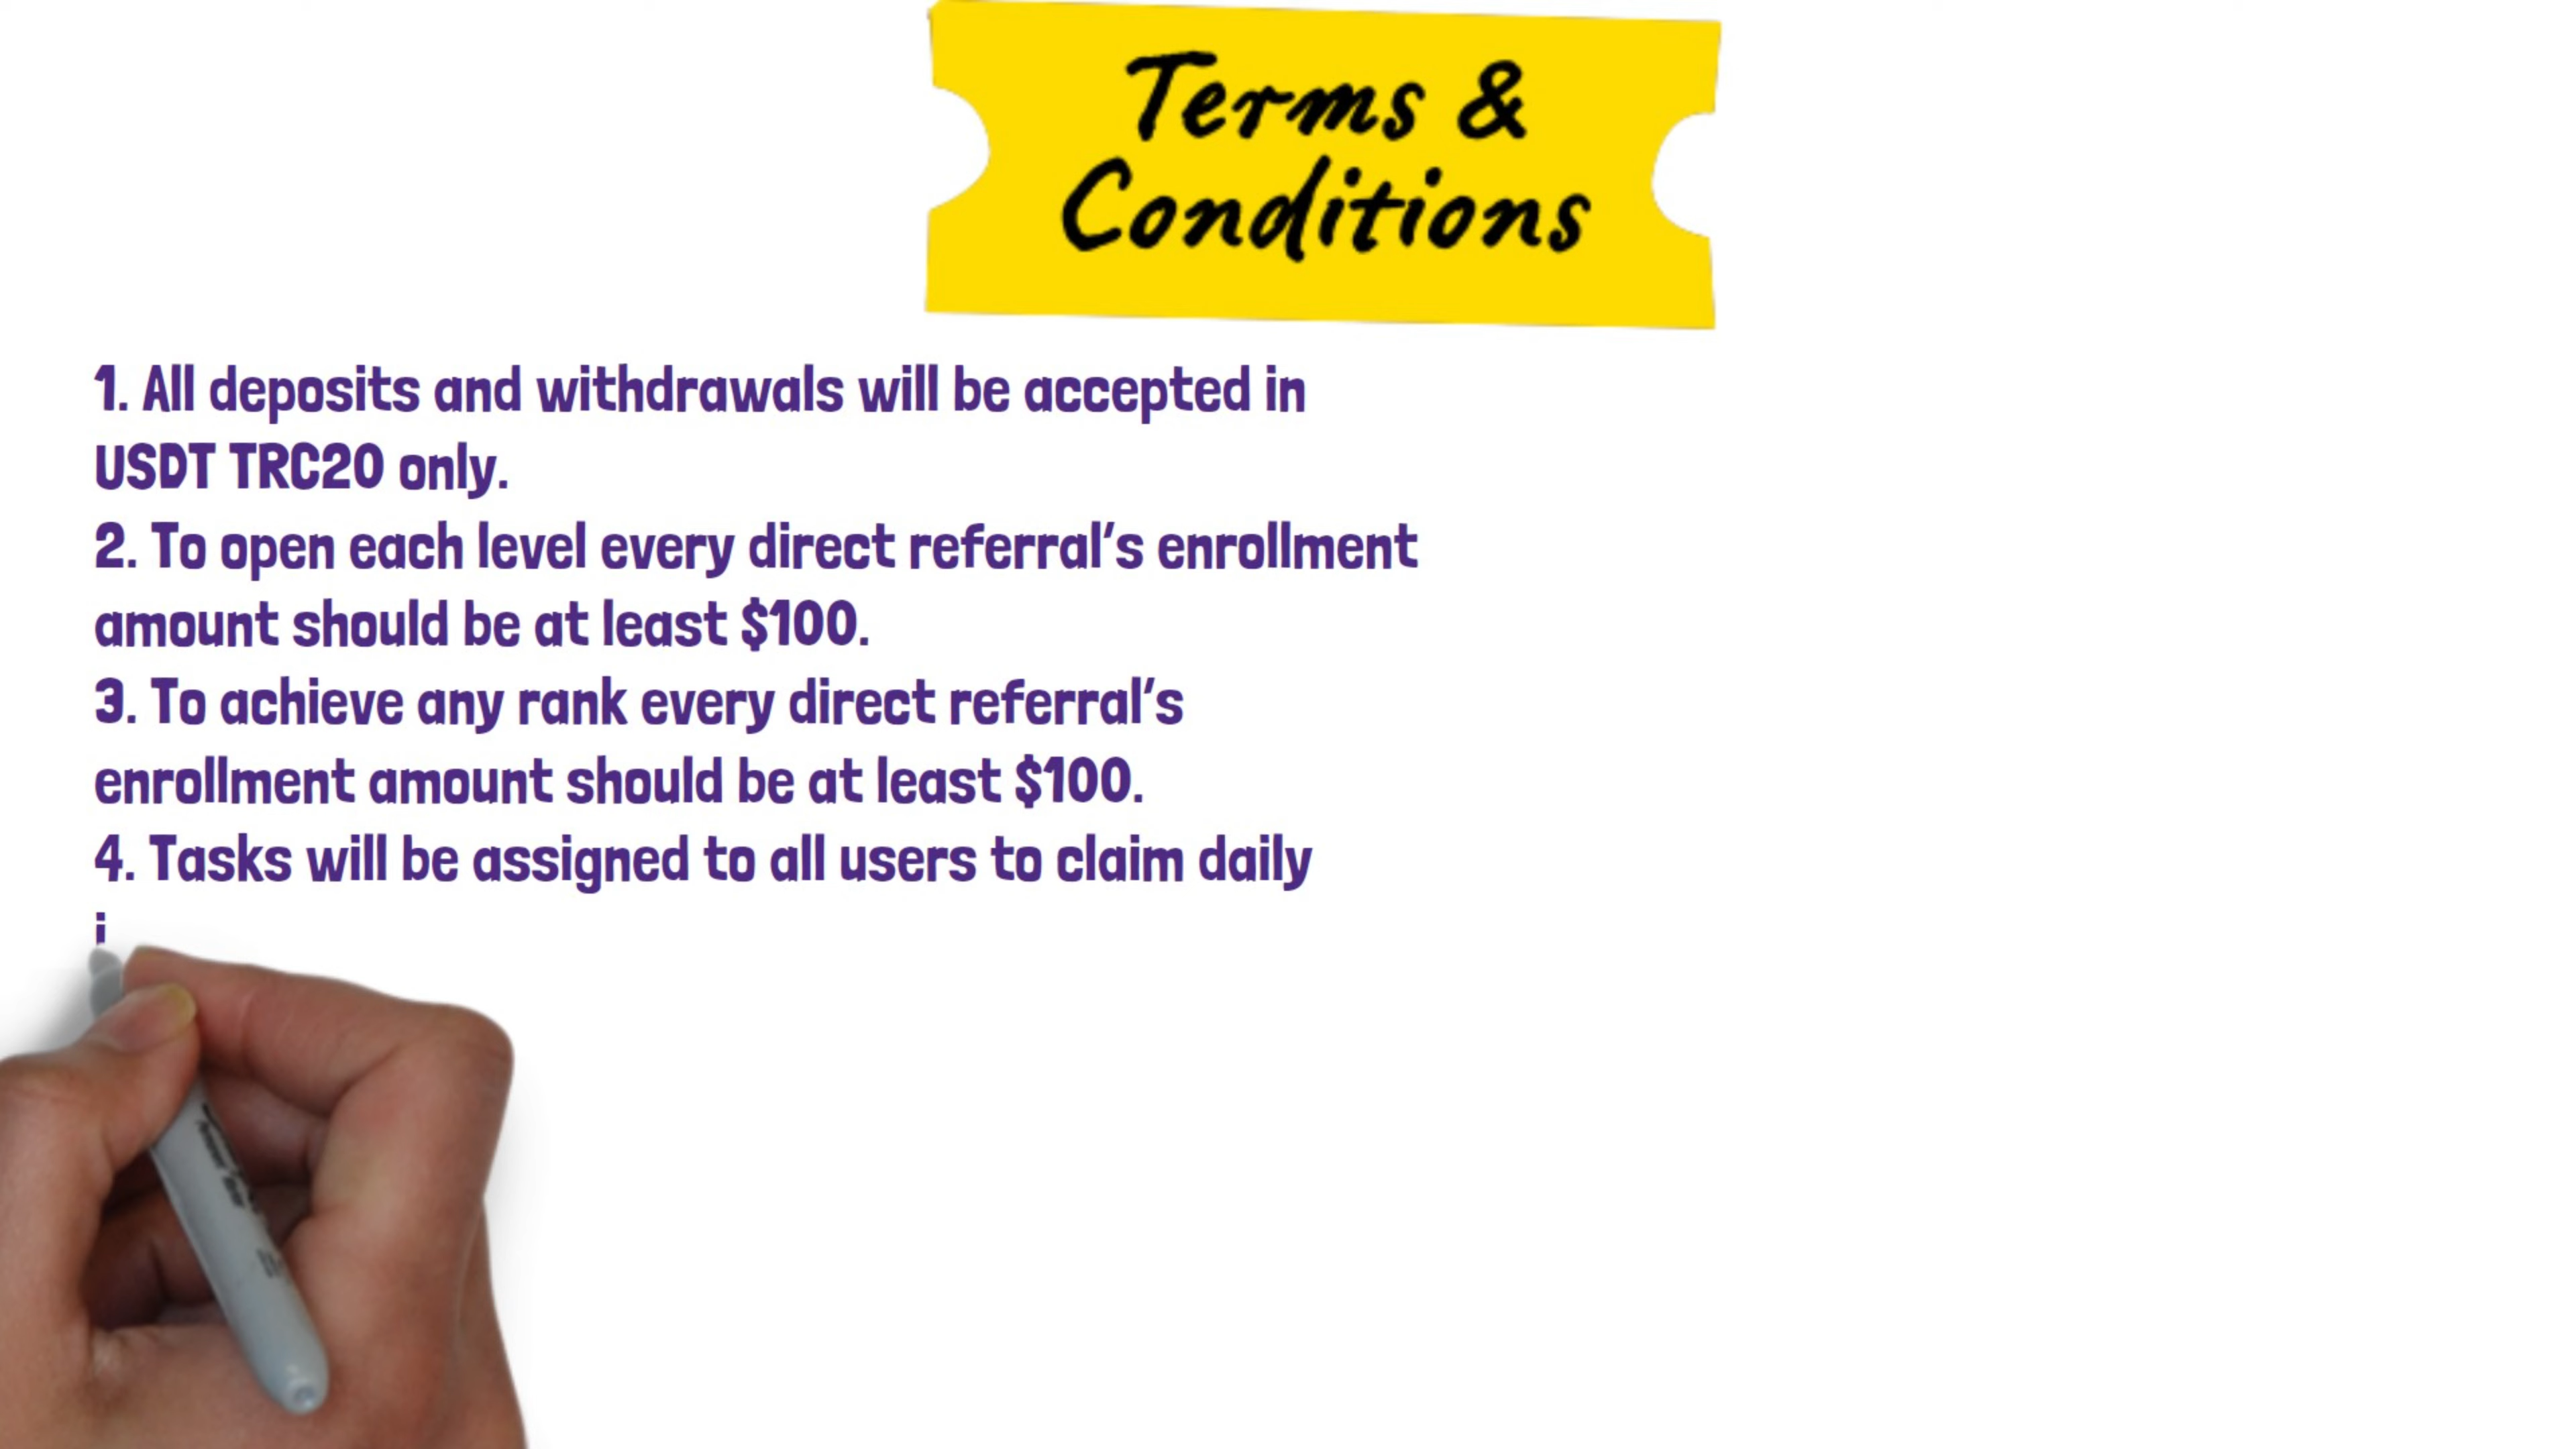 Terms &
Conditions
1. All deposits and withdrawals will be accepted in
USDT TRC20 only.
2. To open each level every direct referral's enrollment
amount should be at least $100.
3. To achieve any rank every direct referral's
enrollment amount should be at least $100.
4. Tasks will be assigned to all users to claim daily
i